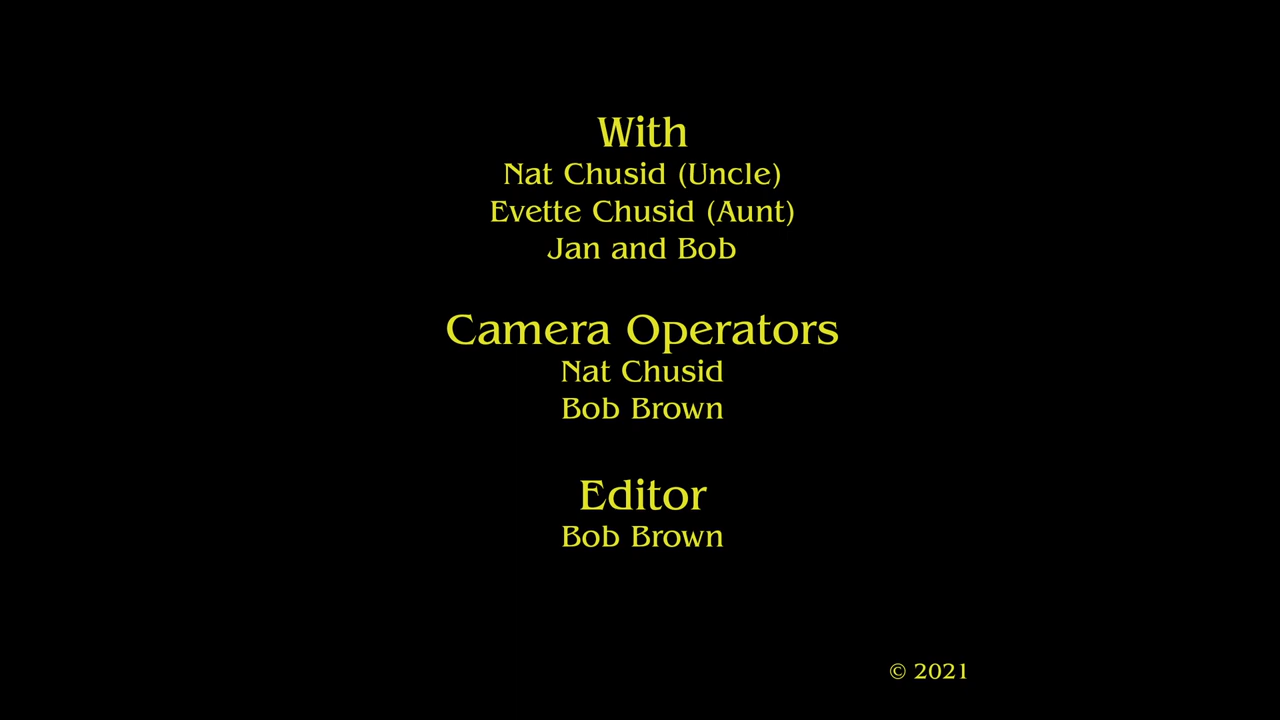 With
Nat Chusid (Uncle)
Evette Chusid (Aunt)
Jan and Bob
Camera Operators
Nat Chusid
Bob Brown
Editor
Bob Brown
© 2021